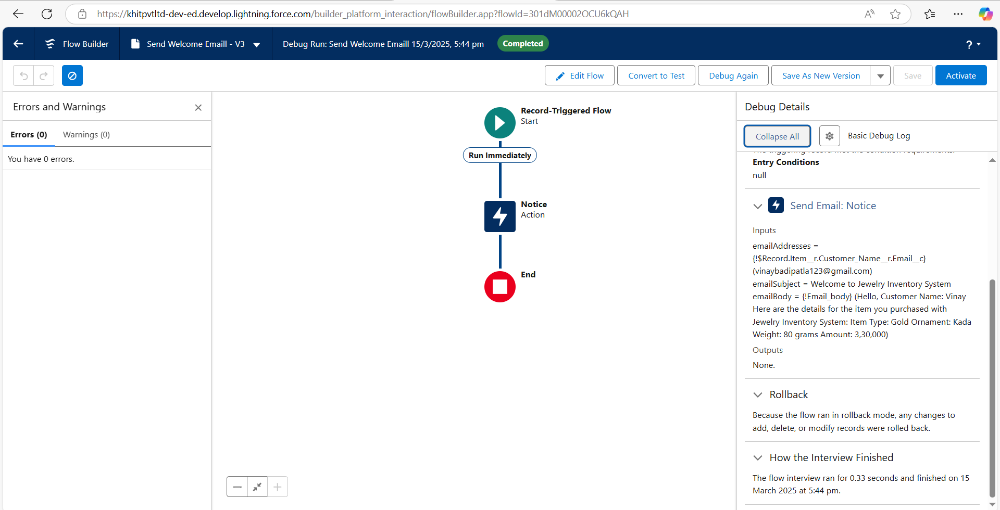 https://khitpvtltd-dev-ed.develop.lightning.force.com/builder_platform_interaction/flowBuilder.app?flowId=301dM00002OCU6kQAH
Flow Builder
Send Welcome Emaill - V3
Debug Run: Send Welcome Emaill 15/3/2025, 5:44 pm
Completed
?
Edit Flow
Convert to Test
Debug Again
Save As New Version
Save
Activate
Errors and Warnings
Errors (0)
Warnings (0)
You have 0 errors.
Record-Triggered Flow
Start
Run Immediately
Notice
Action
End
Debug Details
Collapse All
Basic Debug Log
The triggering record met the condition requirements.
Entry Conditions
null
Send Email: Notice
Inputs
emailAddresses =
{!$Record.Item__r.Customer_Name__r.Email__c}
(vinaybadipatla123@gmail.com)
emailSubject = Welcome to Jewelry Inventory System
emailBody = {!Email_body} (Hello, Customer Name: Vinay
Here are the details for the item you purchased with
Jewelry Inventory System: Item Type: Gold Ornament: Kada
Weight: 80 grams Amount: 3,30,000)
Outputs
None.
Rollback
Because the flow ran in rollback mode, any changes to
add, delete, or modify records were rolled back.
How the Interview Finished
The flow interview ran for 0.33 seconds and finished on 15
March 2025 at 5:44 pm.